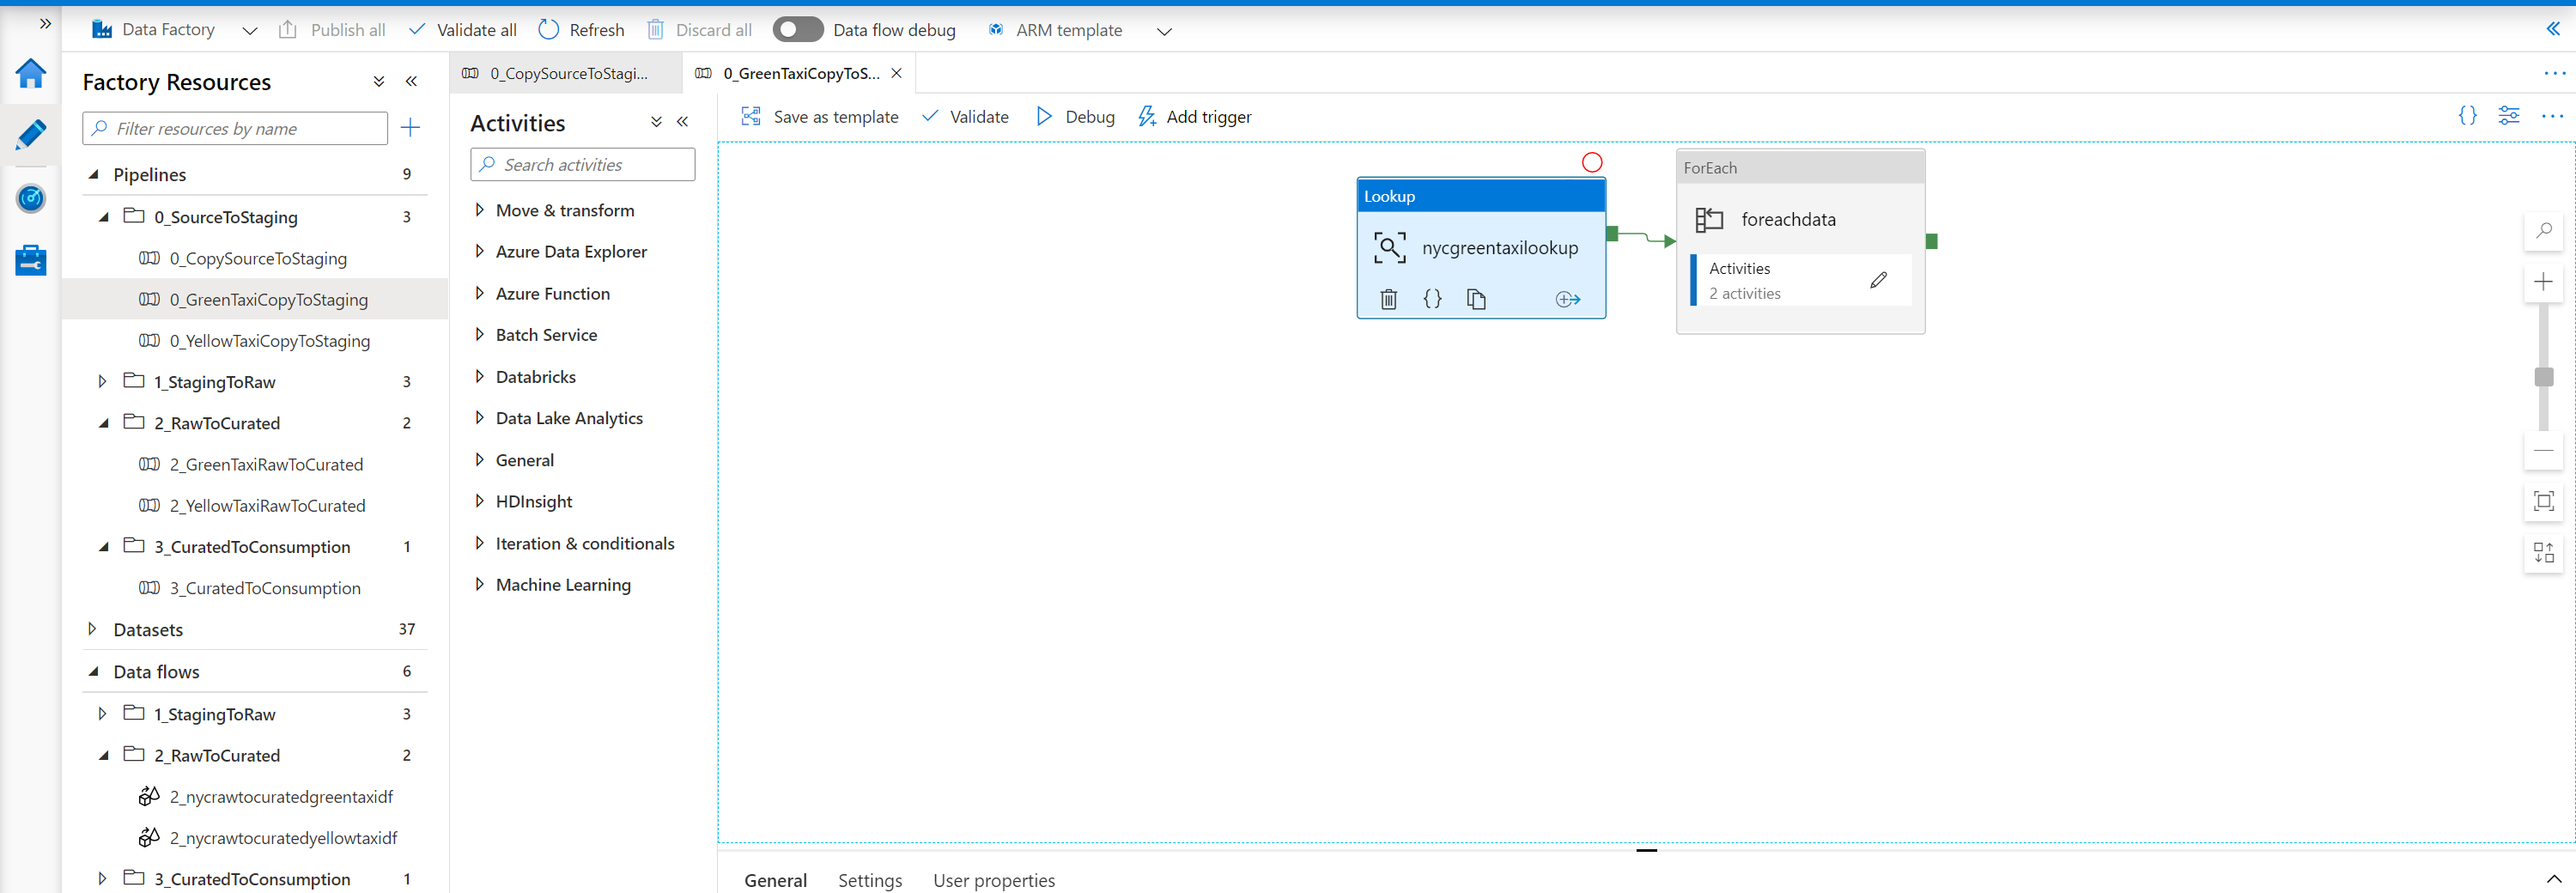 Data Factory
Publish all
Validate all
Refresh
Discard all
Data flow debug
ARM template
Factory Resources
Filter resources by name
Pipelines 9
0_SourceToStaging 3
0_CopySourceToStaging
0_GreenTaxiCopyToStaging
0_YellowTaxiCopyToStaging
1_StagingToRaw 3
2_RawToCurated 2
2_GreenTaxiRawToCurated
2_YellowTaxiRawToCurated
3_CuratedToConsumption 1
3_CuratedToConsumption
Datasets 37
Data flows 6
1_StagingToRaw 3
2_RawToCurated 2
2_nycrawtocuratedgreentaxidf
2_nycrawtocuratedyellowtaxidf
3_CuratedToConsumption 1
0_CopySourceToStagi...
0_GreenTaxiCopyToS...
Activities
Search activities
Move & transform
Azure Data Explorer
Azure Function
Batch Service
Databricks
Data Lake Analytics
General
HDInsight
Iteration & conditionals
Machine Learning
Save as template
Validate
Debug
Add trigger
Lookup
nycgreentaxilookup
ForEach
foreachdata
Activities
2 activities
General
Settings
User properties